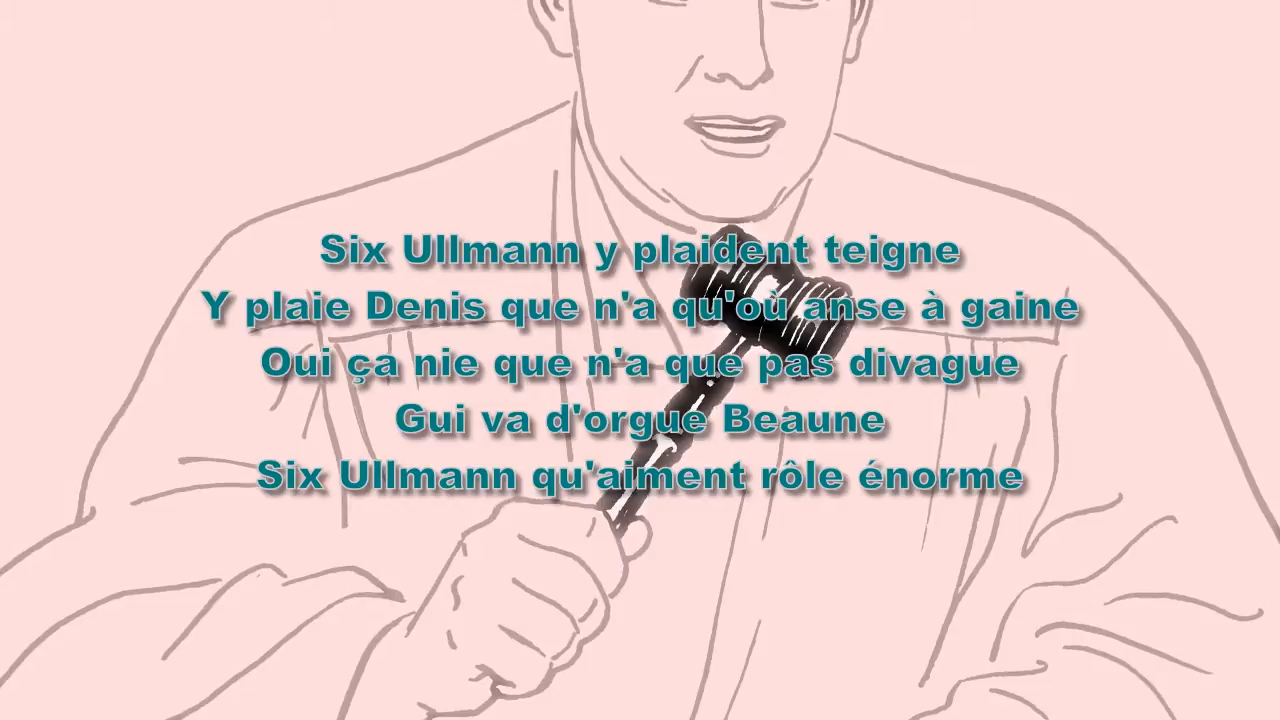 Six Ullmann y plaident teigne
Y plaie Denis que n'a qu'où anse à gaine
Oui ça nie que n'a que pas divague
Gui va d'orgue Beaune
Six Ullmann qu'aiment rôle énorme